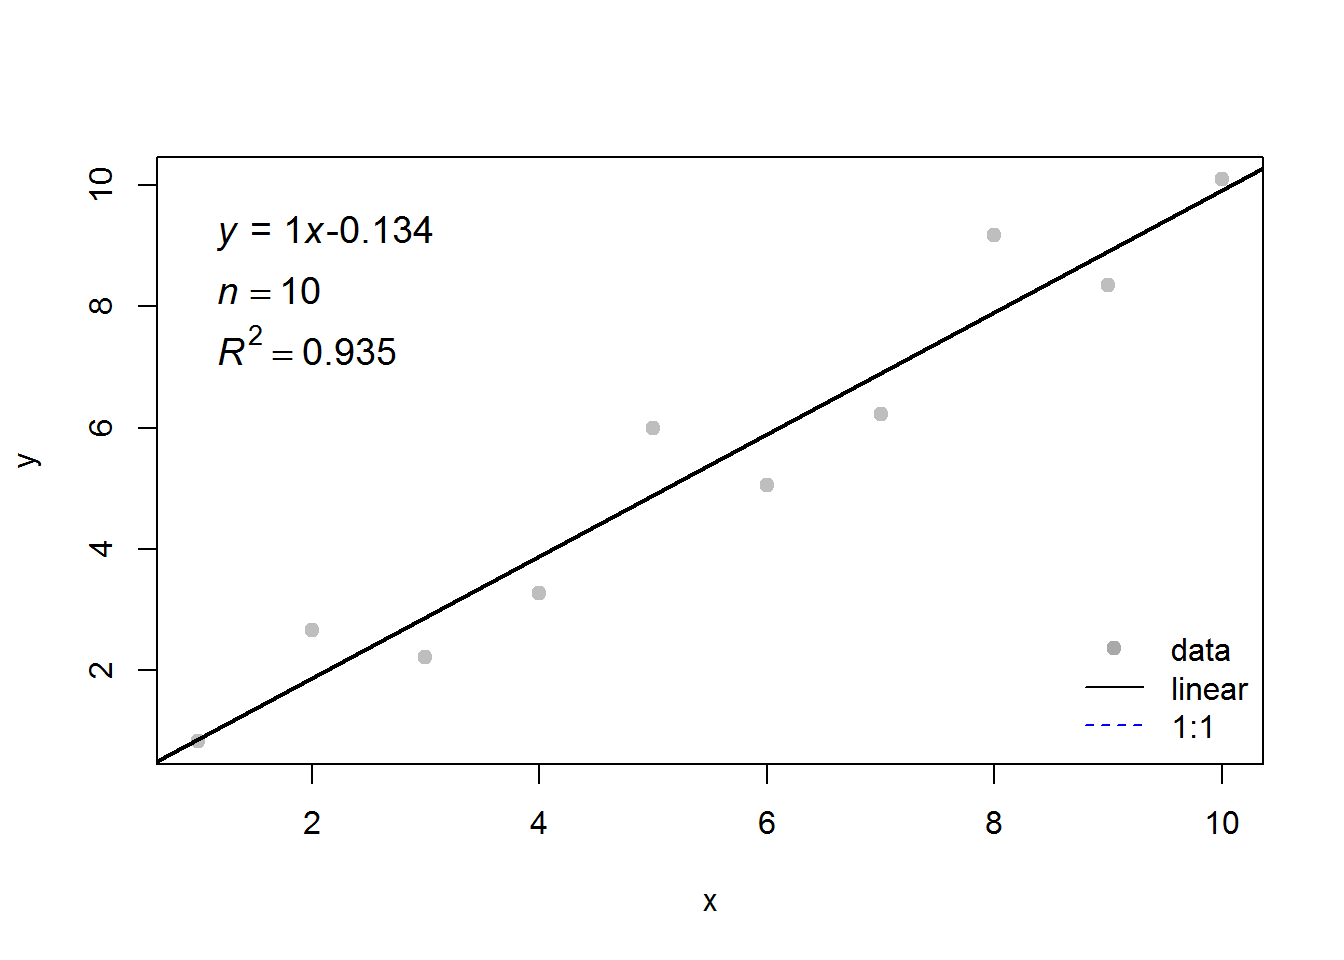 y = 1x-0.134
n = 10
R² = 0.935
10
8
6
4
2
y
data
linear
1:1
2 4 6 8 10
x